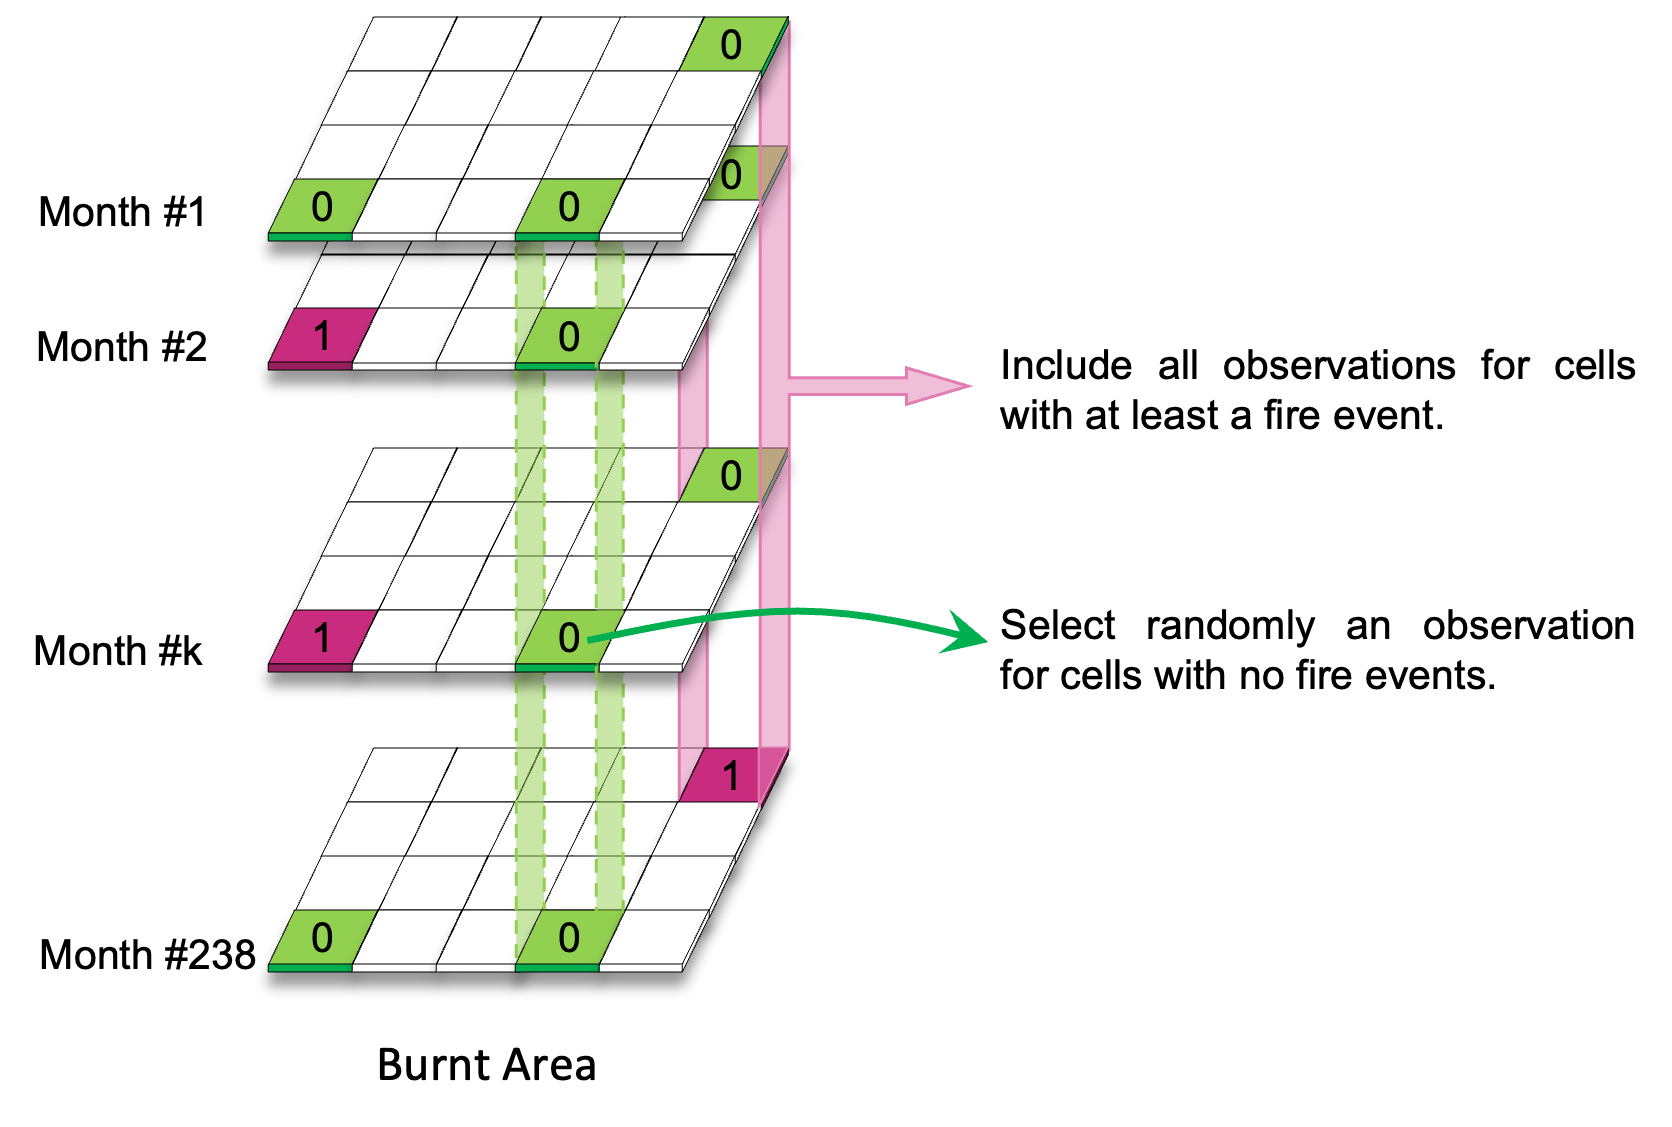 0
0
Month #1
0
0
Month #2
1
0
Include all observations for cells
with at least a fire event.
0
Month #k
1
0
Select randomly an observation
for cells with no fire events.
1
Month #238
0
0
Burnt Area